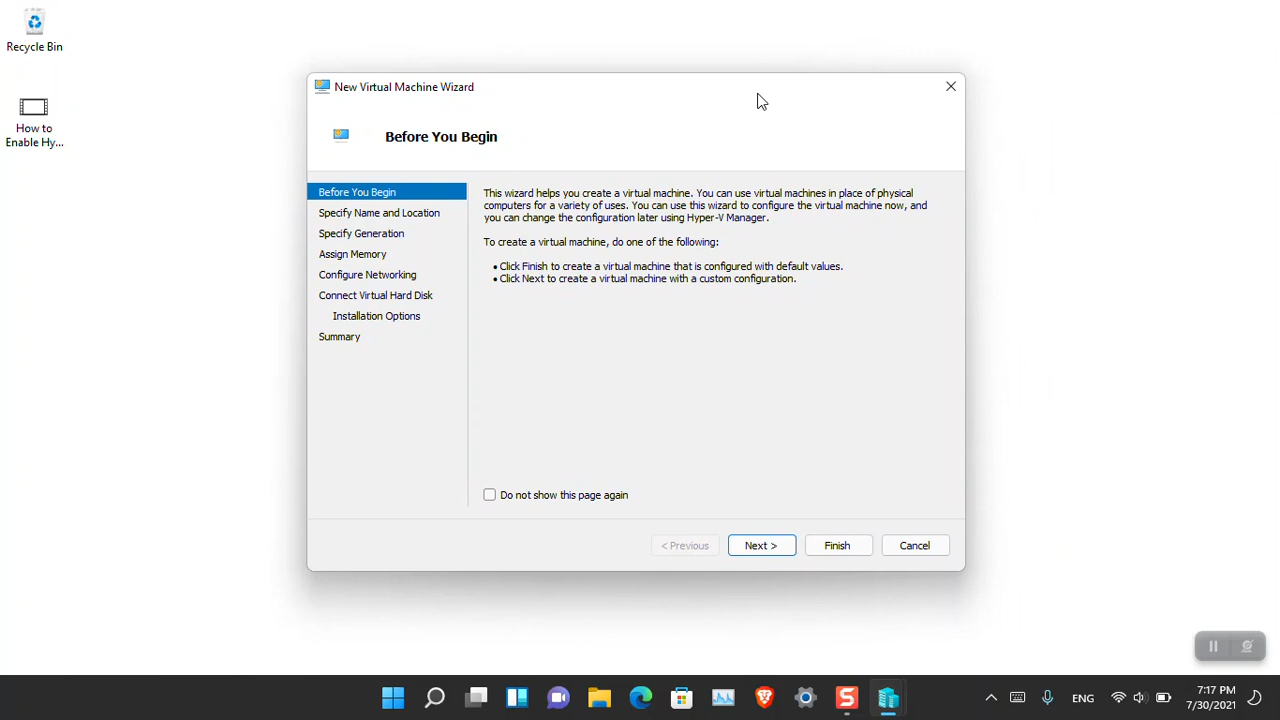 Recycle Bin
How to
Enable Hy...
New Virtual Machine Wizard
Before You Begin
Before You Begin
Specify Name and Location
Specify Generation
Assign Memory
Configure Networking
Connect Virtual Hard Disk
Installation Options
Summary
This wizard helps you create a virtual machine. You can use virtual machines in place of physical
computers for a variety of uses. You can use this wizard to configure the virtual machine now, and
you can change the configuration later using Hyper-V Manager.
To create a virtual machine, do one of the following:
• Click Finish to create a virtual machine that is configured with default values.
• Click Next to create a virtual machine with a custom configuration.
Do not show this page again
< Previous
Next >
Finish
Cancel
ENG
7:17 PM
7/30/2021